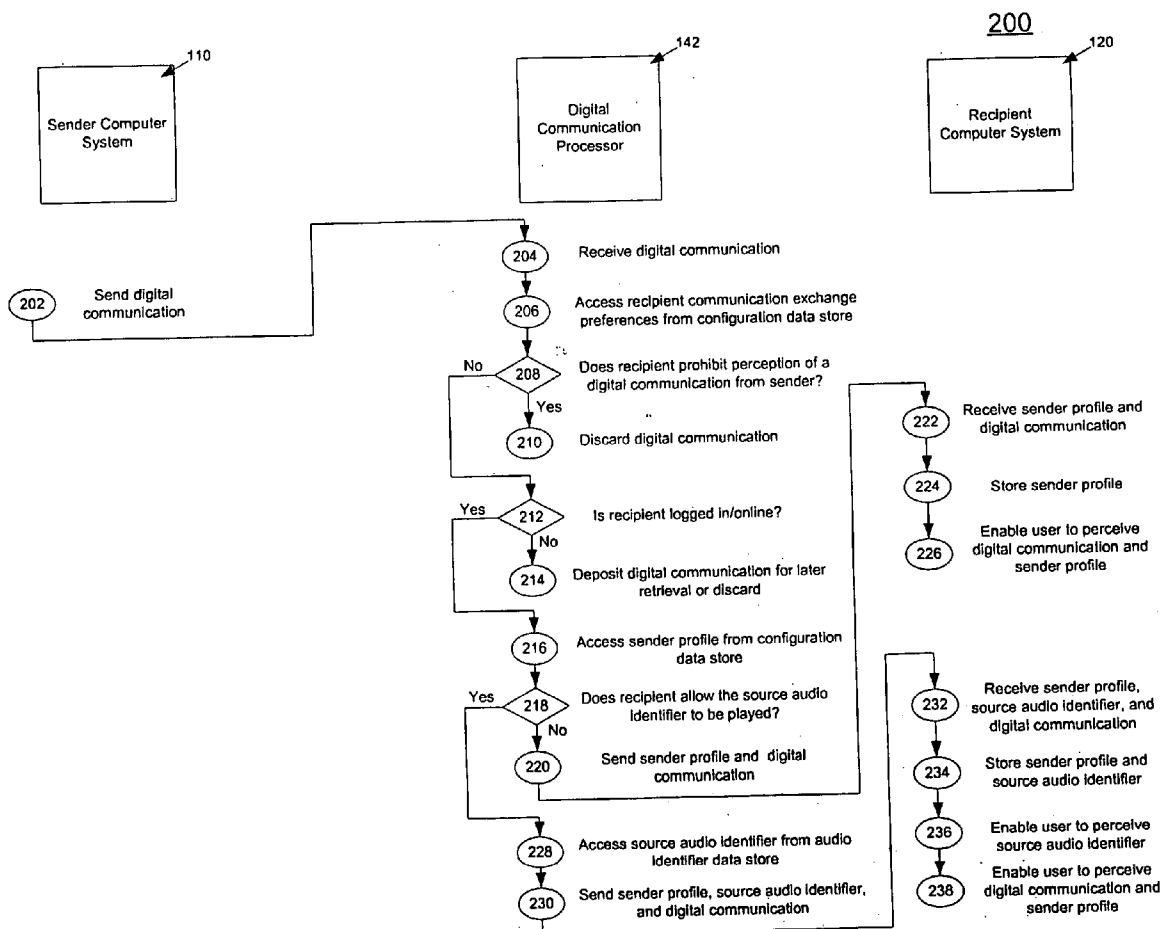 200
110
142
120
Sender Computer
System
Digital
Communication
Processor
Recipient
Computer System
202
Send digital
communication
204
Receive digital communication
206
Access recipient communication exchange
preferences from configuration data store
No
208
Does recipient prohibit perception of a
digital communication from sender?
Yes
210
Discard digital communication
Yes
212
Is recipient logged in/online?
No
214
Deposit digital communication for later
retrieval or discard
216
Access sender profile from configuration
data store
Yes
218
Does recipient allow the source audio
identifier to be played?
No
220
Send sender profile and digital
communication
228
Access source audio identifier from audio
identifier data store
230
Send sender profile, source audio identifier,
and digital communication
222
Receive sender profile and
digital communication
224
Store sender profile
226
Enable user to perceive
digital communication and
sender profile
232
Receive sender profile,
source audio identifier, and
digital communication
234
Store sender profile and
source audio identifier
236
Enable user to perceive
source audio identifier
238
Enable user to perceive
digital communication and
sender profile